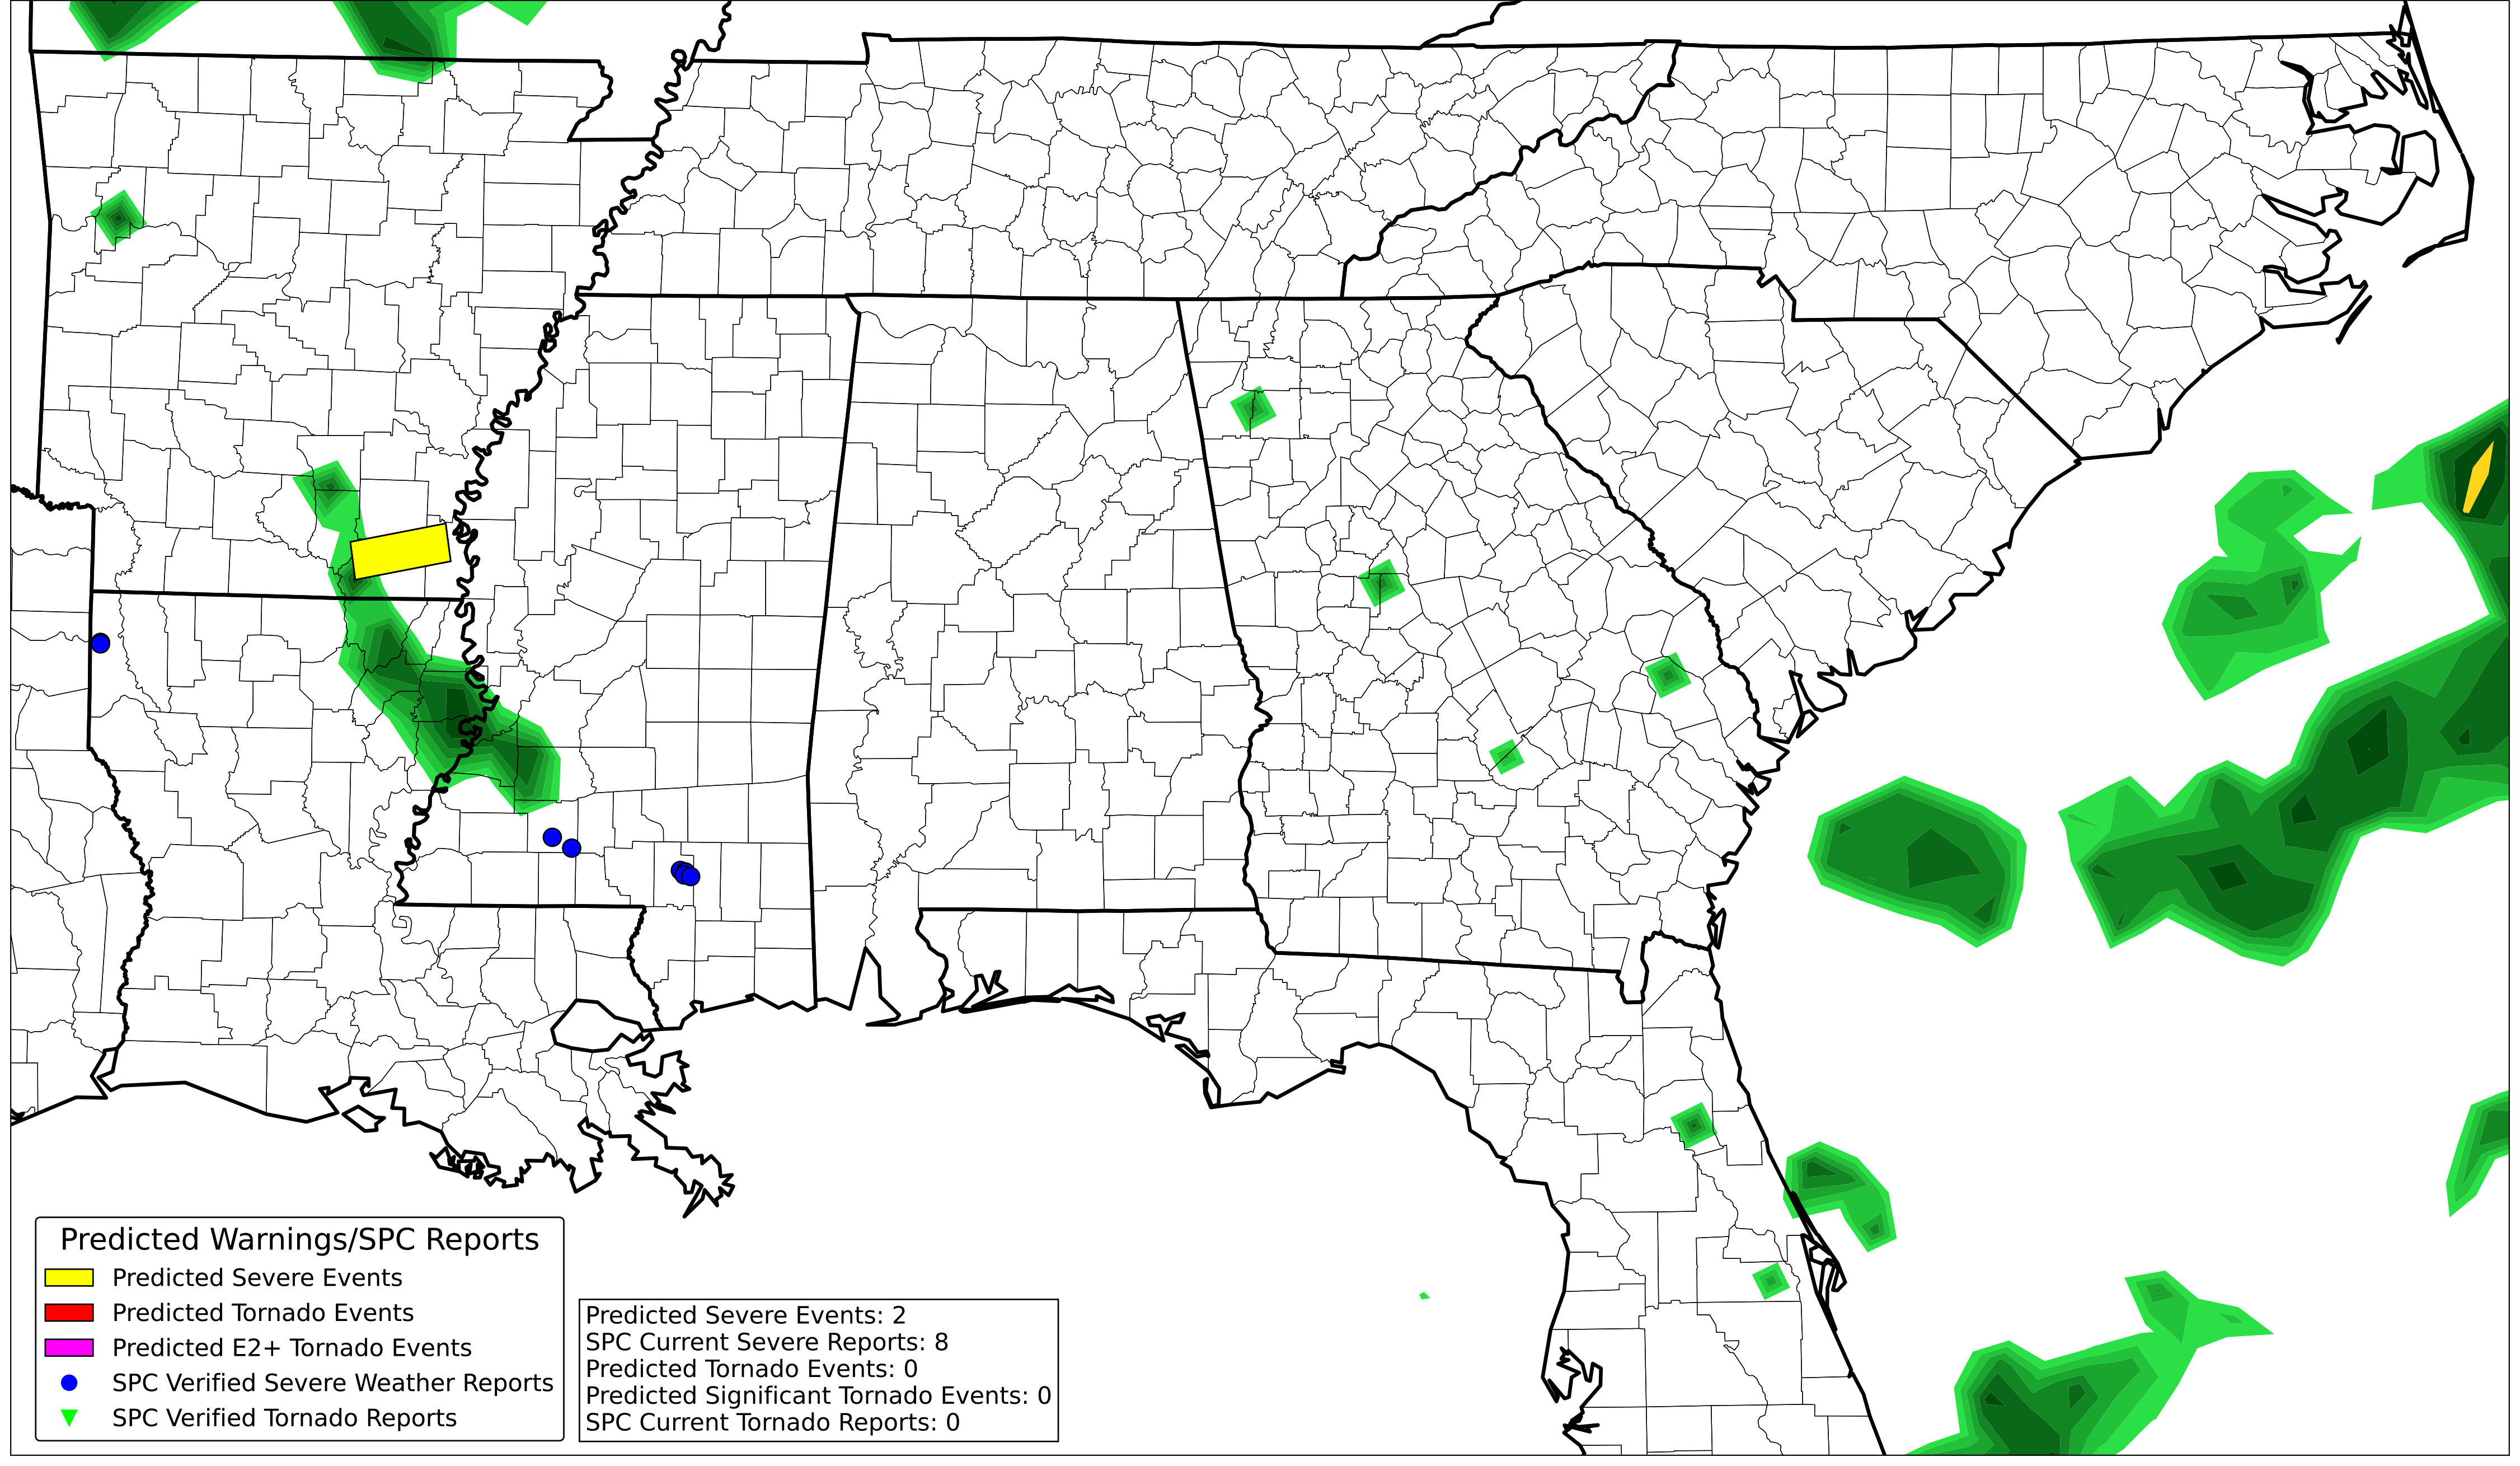 Predicted Warnings/SPC Reports
Predicted Severe Events
Predicted Tornado Events
Predicted E2+ Tornado Events
SPC Verified Severe Weather Reports
SPC Verified Tornado Reports
Predicted Severe Events: 2
SPC Current Severe Reports: 8
Predicted Tornado Events: 0
Predicted Significant Tornado Events: 0
SPC Current Tornado Reports: 0